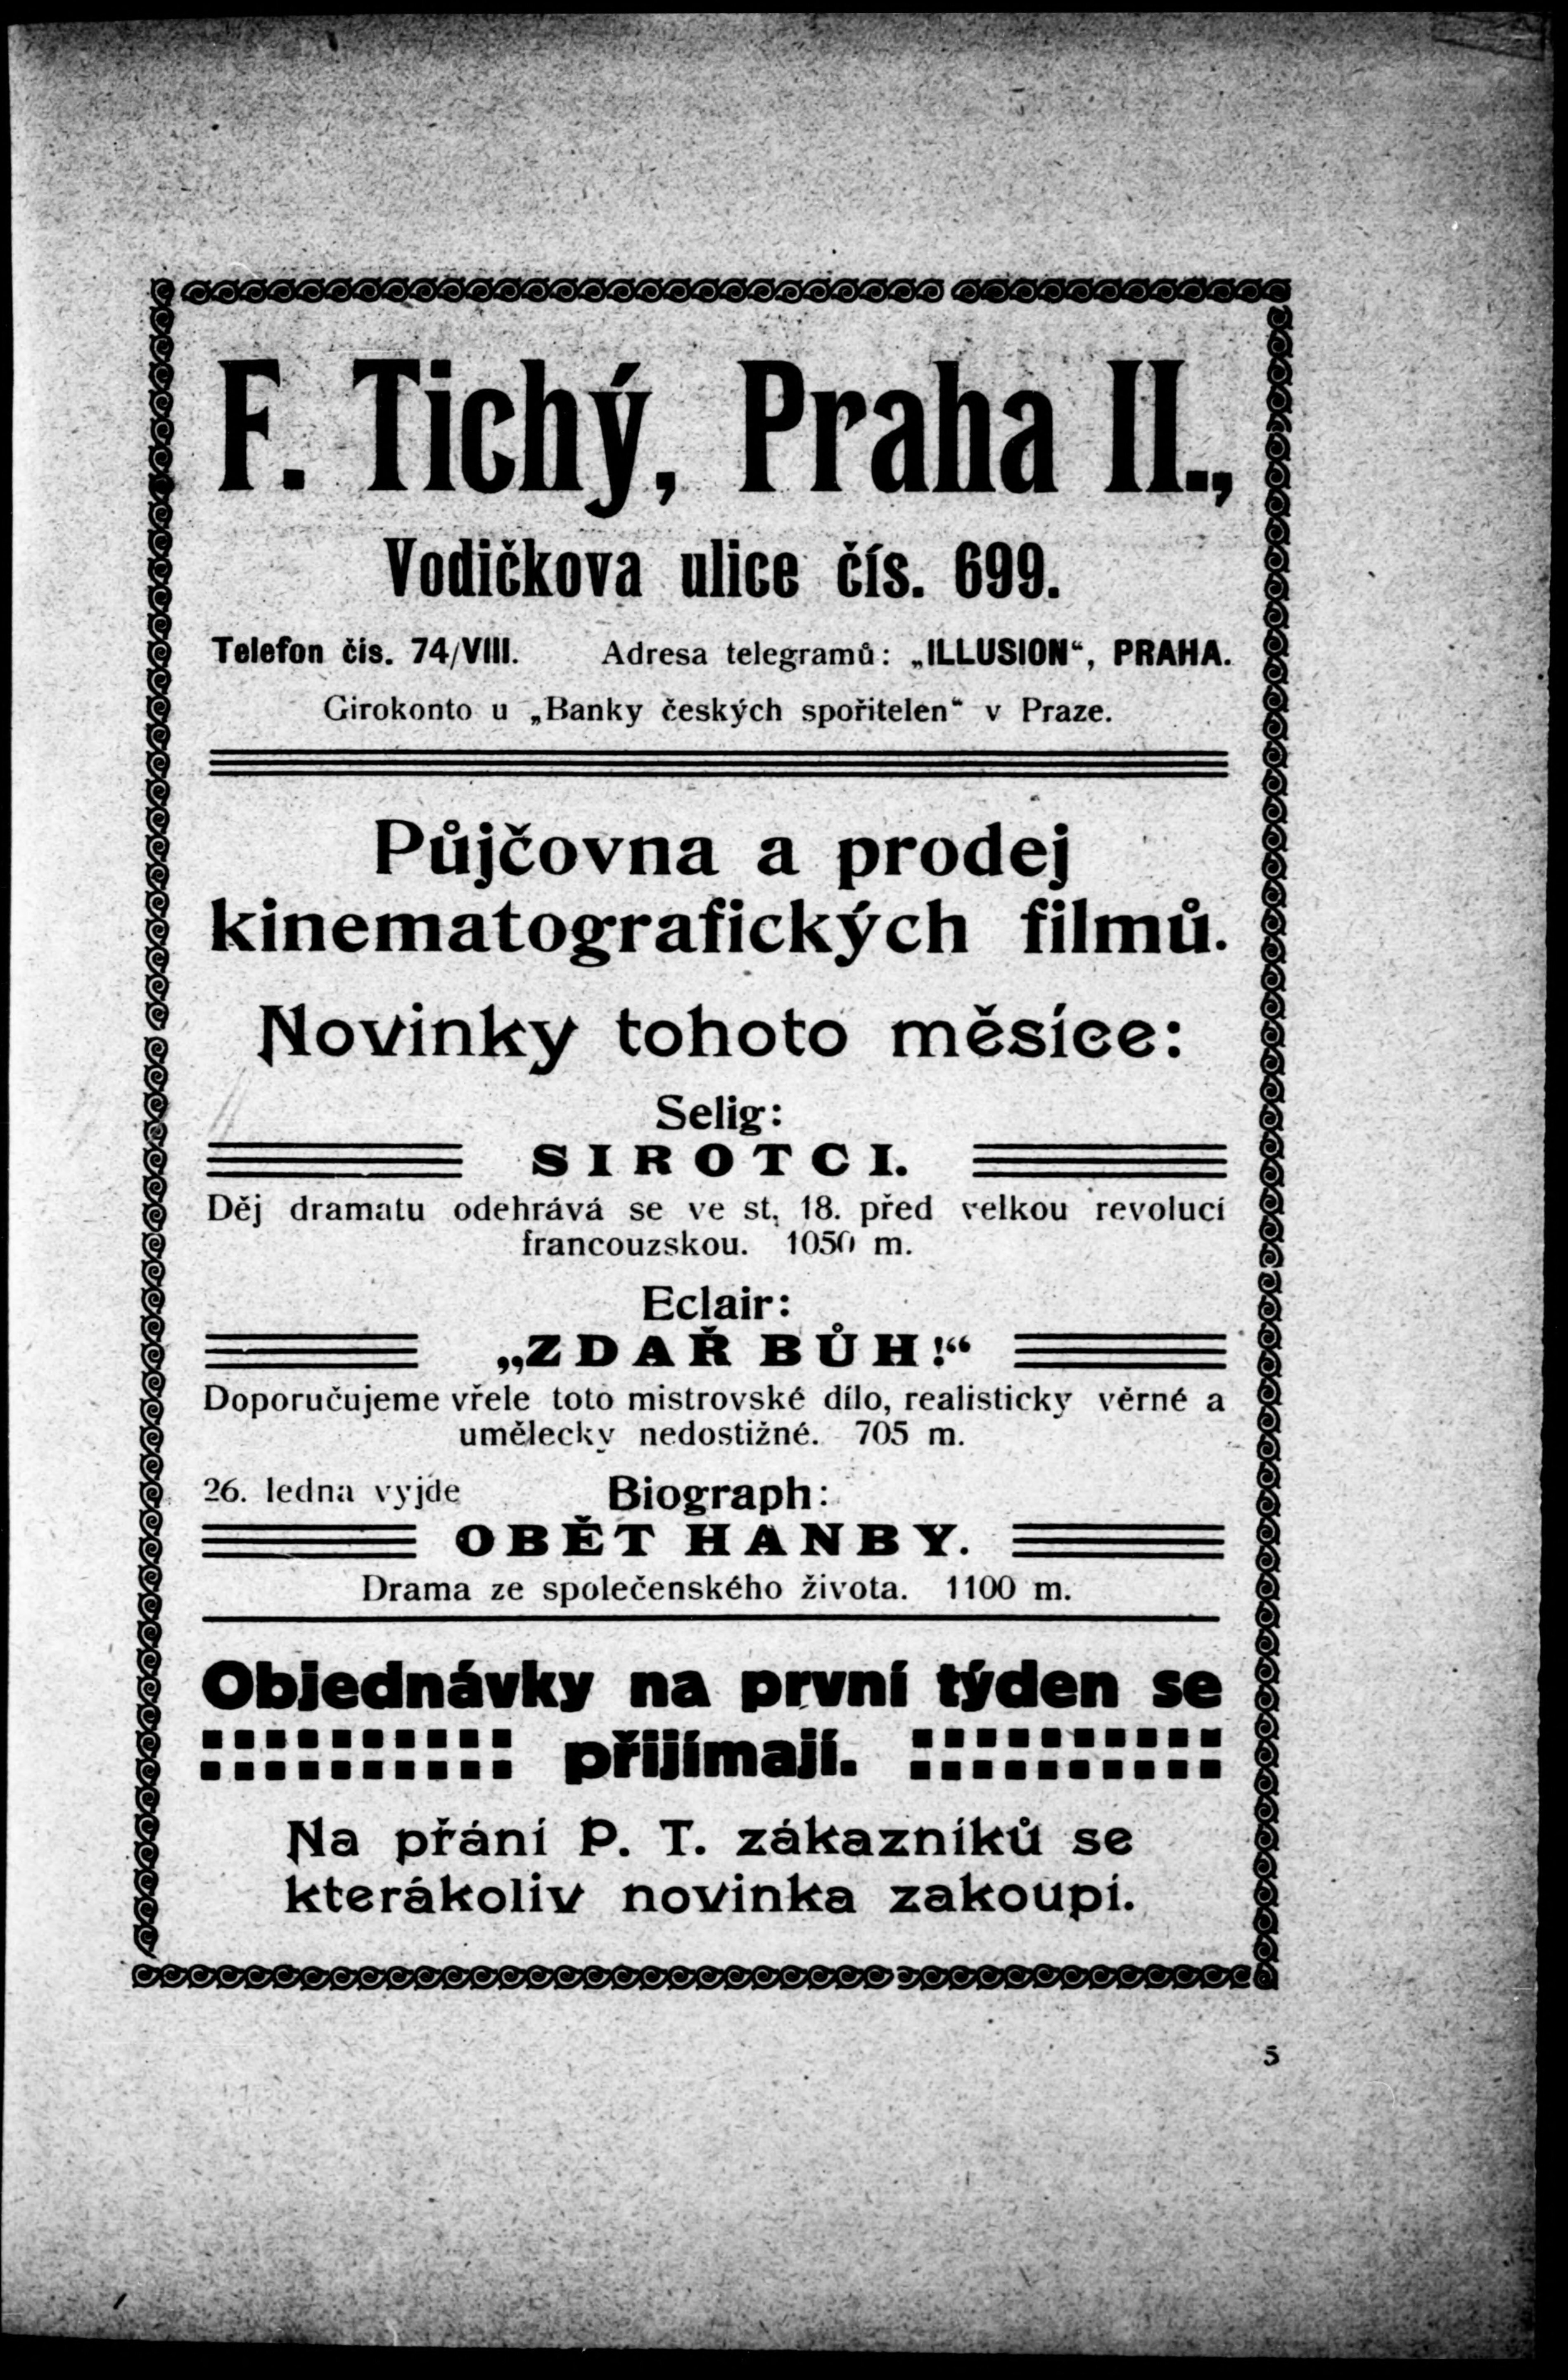 F. Tichý, Praha II.,
Vodičkova ulice čís. 699.
Telefon čís. 74/VIII. Adresa telegramů: „ILLUSION“, PRAHA.
Girokonto u „Banky českých spořitelen“ v Praze.
Půjčovna a prodej
kinematografických filmů.
Novinky tohoto měsíce:
Selig:
SIROTCI.
Děj dramatu odehrává se ve st. 18. před velkou revolucí
francouzskou. 1050 m.
Eclair:
„ZDAŘ BŮH!“
Doporučujeme vřele toto mistrovské dílo, realisticky věrné a
umělecky nedostižné. 705 m.
26. ledna vyjde Biograph:
OBĚT HANBY.
Drama ze společenského života. 1100 m.
Objednávky na první týden se
přijímají.
Na přání P. T. zákazníků se
kterákoliv novinka zakoupí.
5